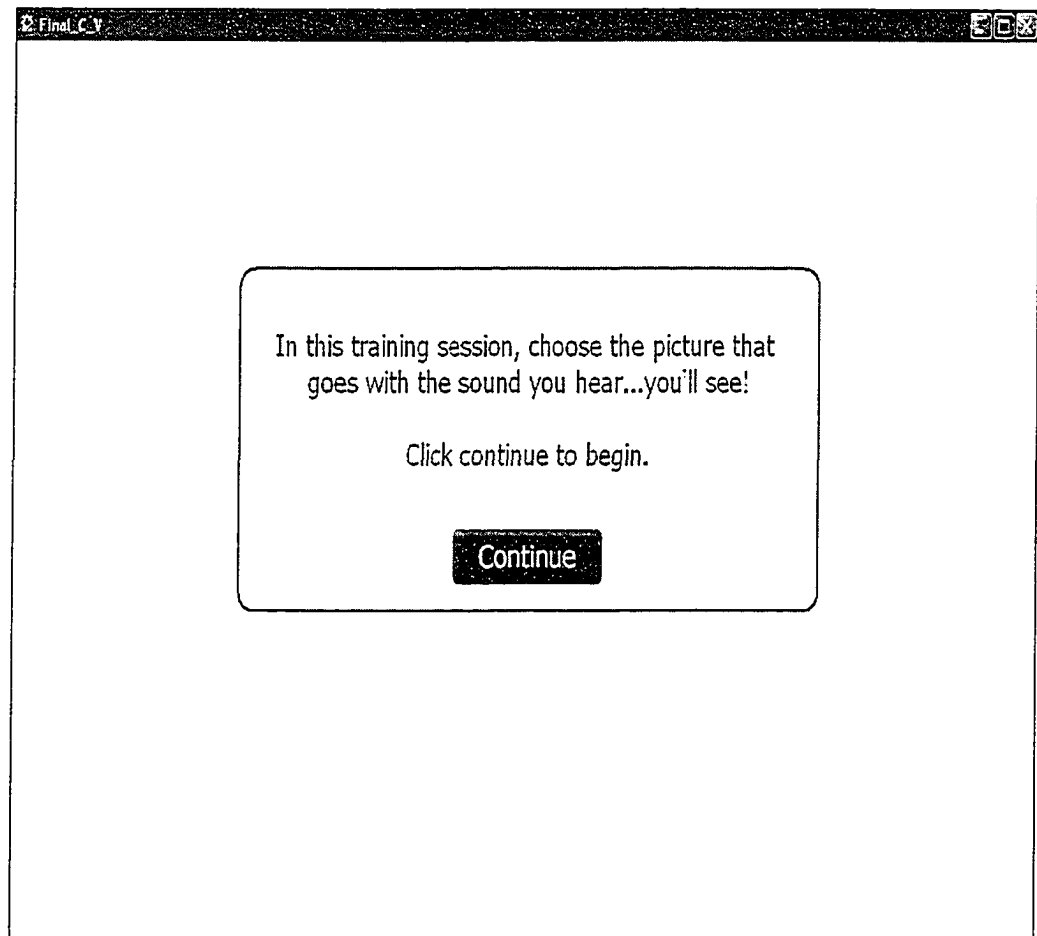 Final_C_V
In this training session, choose the picture that
goes with the sound you hear...you'll see!
Click continue to begin.
Continue